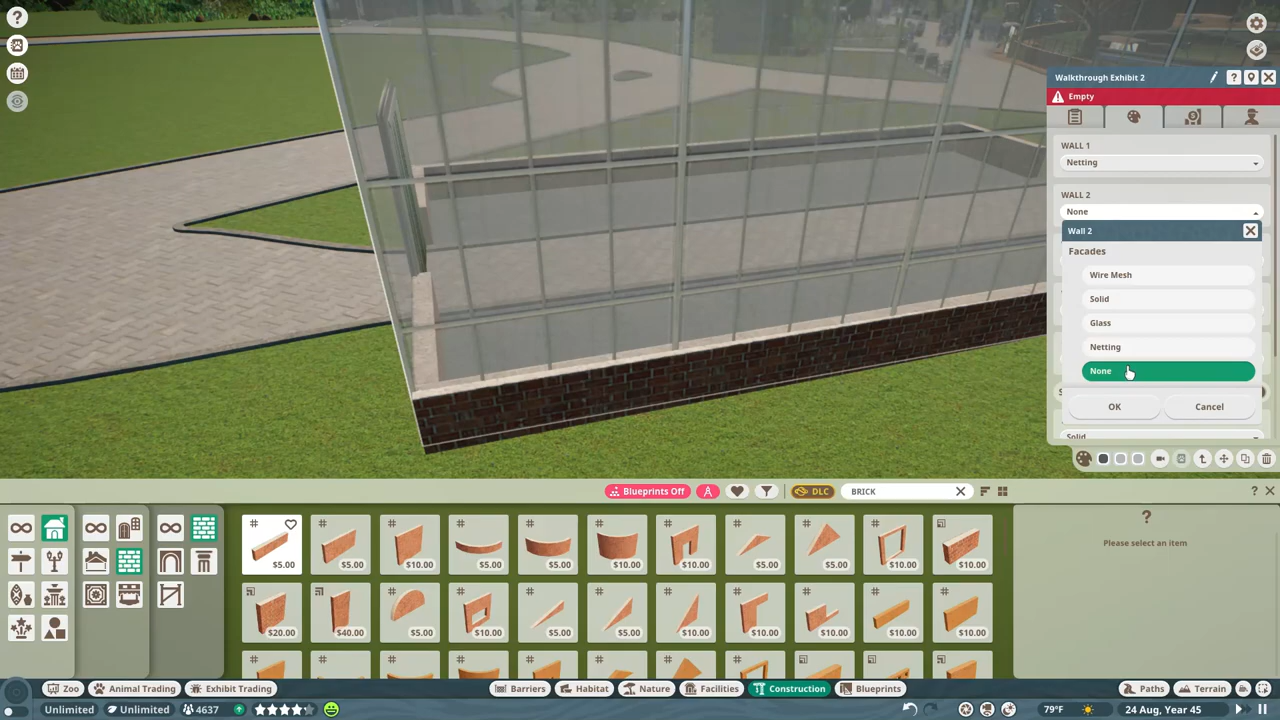 Walkthrough Exhibit 2
Empty
WALL 1
Netting
WALL 2
None
Wall 2
Facades
Wire Mesh
Solid
Glass
Netting
None
OK
Cancel
Solid
Blueprints Off
DLC
BRICK
$5.00
$5.00
$10.00
$5.00
$5.00
$10.00
$10.00
$5.00
$5.00
$10.00
$10.00
$20.00
$40.00
$5.00
$10.00
$5.00
$5.00
$10.00
$10.00
$10.00
$10.00
$10.00
Please select an item
Zoo
Animal Trading
Exhibit Trading
Barriers
Habitat
Nature
Facilities
Construction
Blueprints
Paths
Terrain
Unlimited
Unlimited
4637
79°F
24 Aug, Year 45